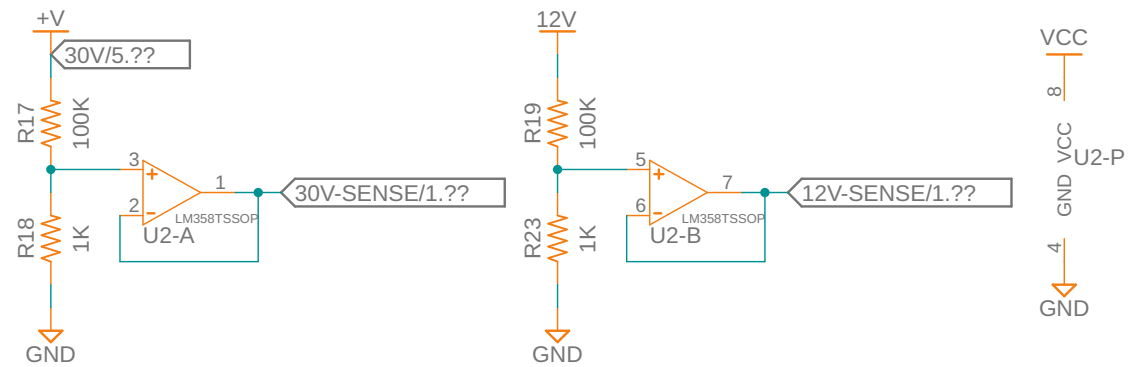 +V
30V/5.??
R17
100K
3
2
1
30V-SENSE/1.??
LM358TSSOP
U2-A
R18
1K
GND
12V
R19
100K
5
6
7
12V-SENSE/1.??
LM358TSSOP
U2-B
R23
1K
GND
VCC
8
VCC
U2-P
GND
4
GND